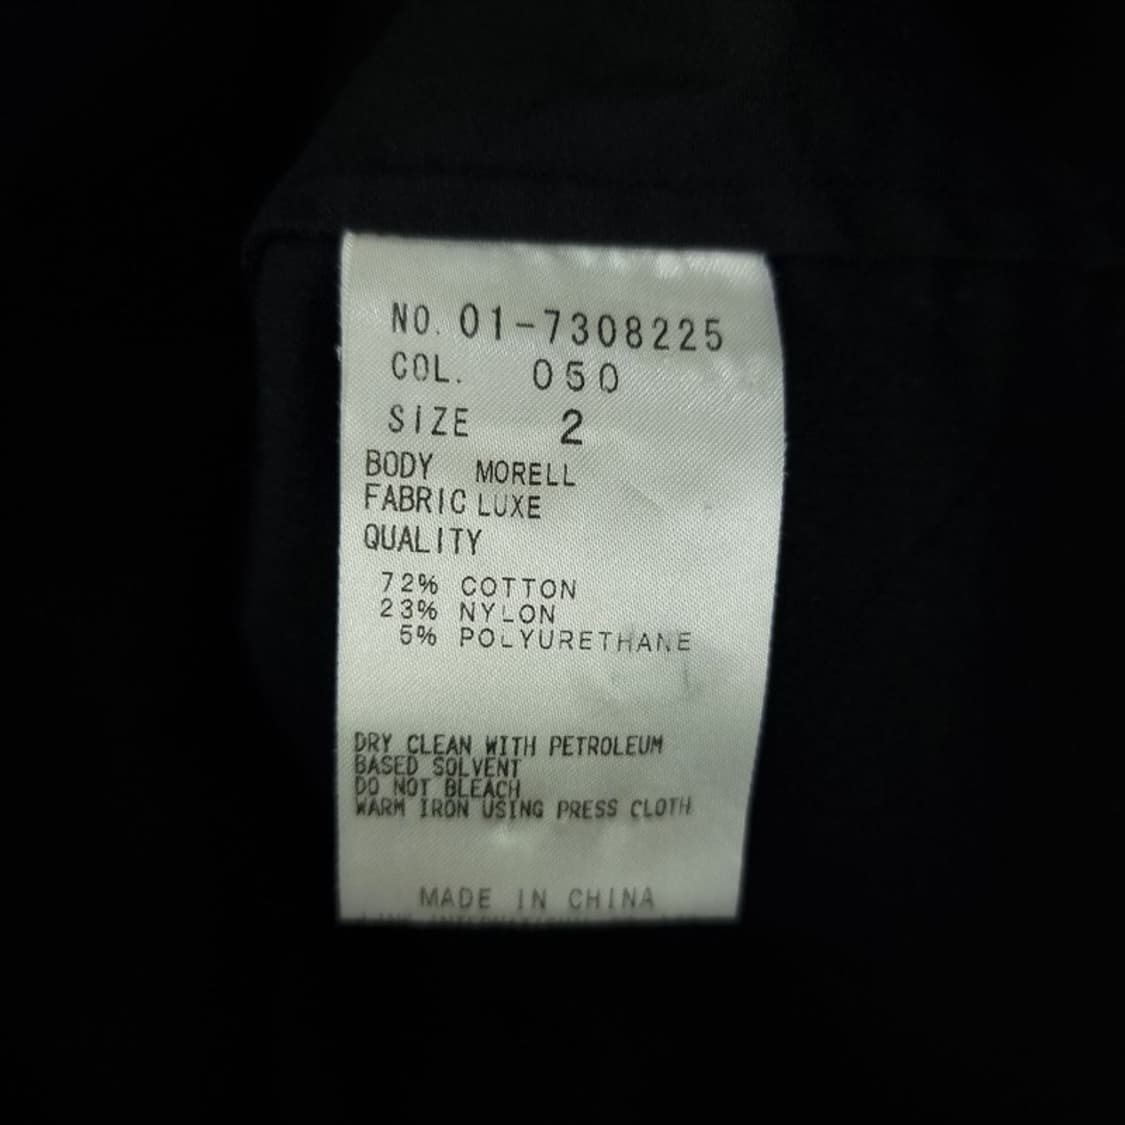 NO. 01-7308225
COL. 050
SIZE 2
BODY MORELL
FABRIC LUXE
QUALITY
72% COTTON
23% NYLON
5% POLYURETHANE
DRY CLEAN WITH PETROLEUM
BASED SOLVENT
DO NOT BLEACH
WARM IRON USING PRESS CLOTH
MADE IN CHINA